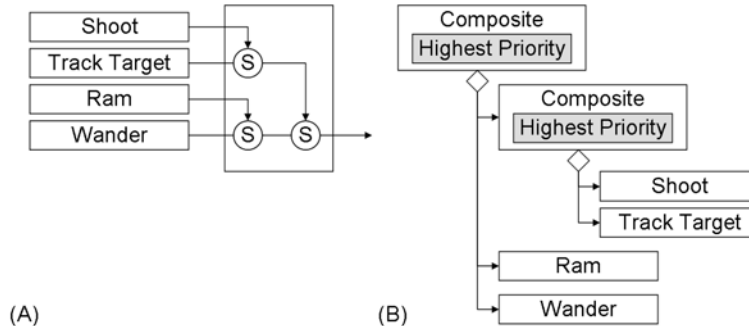 Shoot
Track Target
Ram
Wander
S
S
S
(A)
Composite
Highest Priority
Composite
Highest Priority
Shoot
Track Target
Ram
Wander
(B)